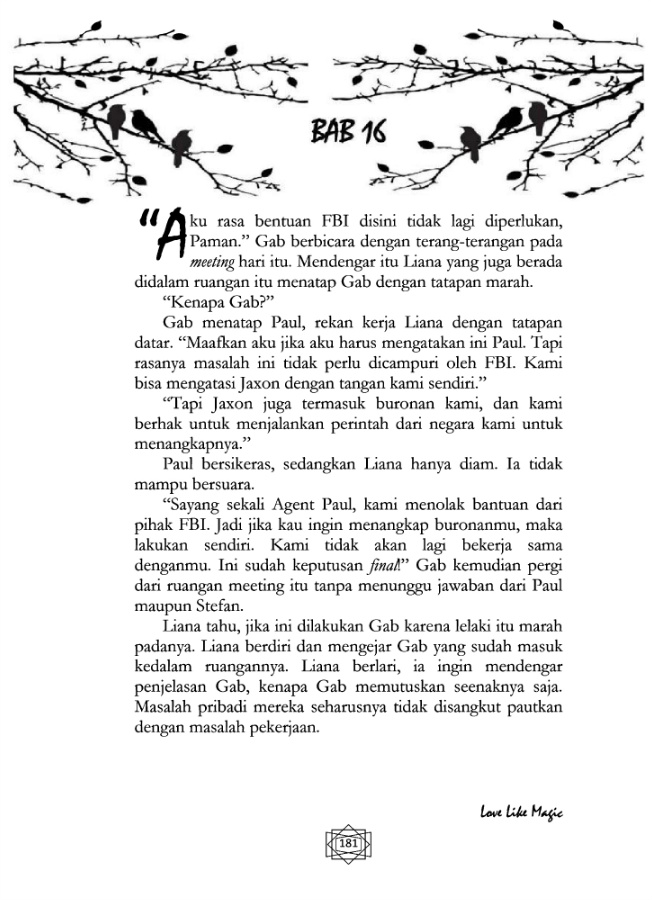 BAB 16
“Aku rasa bentuan FBI disini tidak lagi diperlukan,
Paman.” Gab berbicara dengan terang-terangan pada
meeting hari itu. Mendengar itu Liana yang juga berada
didalam ruangan itu menatap Gab dengan tatapan marah.
“Kenapa Gab?”
Gab menatap Paul, rekan kerja Liana dengan tatapan
datar. “Maafkan aku jika aku harus mengatakan ini Paul. Tapi
rasanya masalah ini tidak perlu dicampuri oleh FBI. Kami
bisa mengatasi Jaxon dengan tangan kami sendiri.”
“Tapi Jaxon juga termasuk buronan kami, dan kami
berhak untuk menjalankan perintah dari negara kami untuk
menangkapnya.”
Paul bersikeras, sedangkan Liana hanya diam. Ia tidak
mampu bersuara.
“Sayang sekali Agent Paul, kami menolak bantuan dari
pihak FBI. Jadi jika kau ingin menangkap buronanmu, maka
lakukan sendiri. Kami tidak akan lagi bekerja sama
denganmu. Ini sudah keputusan final!” Gab kemudian pergi
dari ruangan meeting itu tanpa menunggu jawaban dari Paul
maupun Stefan.
Liana tahu, jika ini dilakukan Gab karena lelaki itu marah
padanya. Liana berdiri dan mengejar Gab yang sudah masuk
kedalam ruangannya. Liana berlari, ia ingin mendengar
penjelasan Gab, kenapa Gab memutuskan seenaknya saja.
Masalah pribadi mereka seharusnya tidak disangkut pautkan
dengan masalah pekerjaan.
Love Like Magic
181